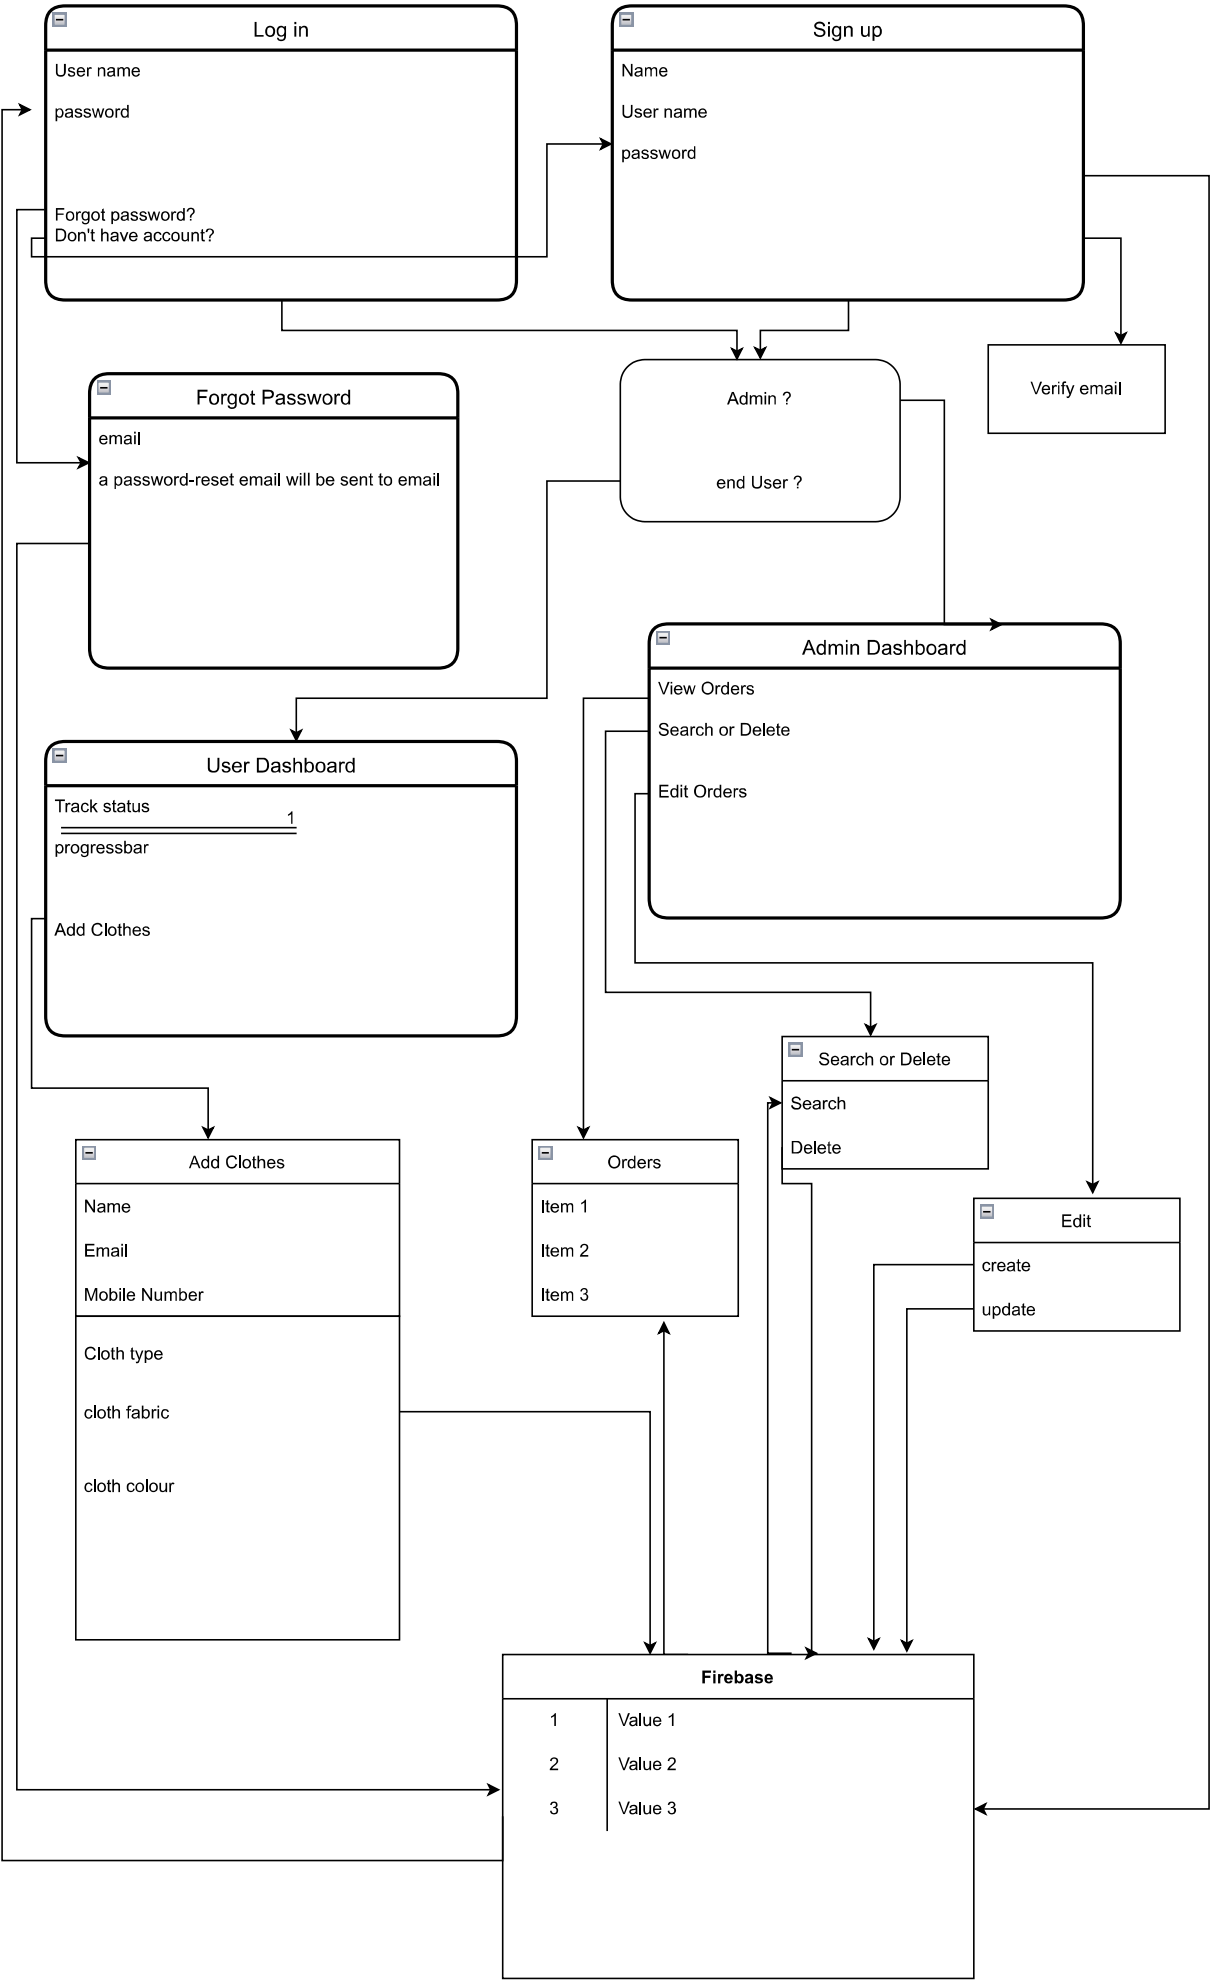 Log in
User name
password
Forgot password?
Don't have account?
Sign up
Name
User name
password
Verify email
Admin ?
end User ?
Forgot Password
email
a password-reset email will be sent to email
Admin Dashboard
View Orders
Search or Delete
Edit Orders
User Dashboard
Track status
1
progressbar
Add Clothes
Search or Delete
Search
Delete
Add Clothes
Name
Email
Mobile Number
Cloth type
cloth fabric
cloth colour
Orders
Item 1
Item 2
Item 3
Edit
create
update
Firebase
1 Value 1
2 Value 2
3 Value 3